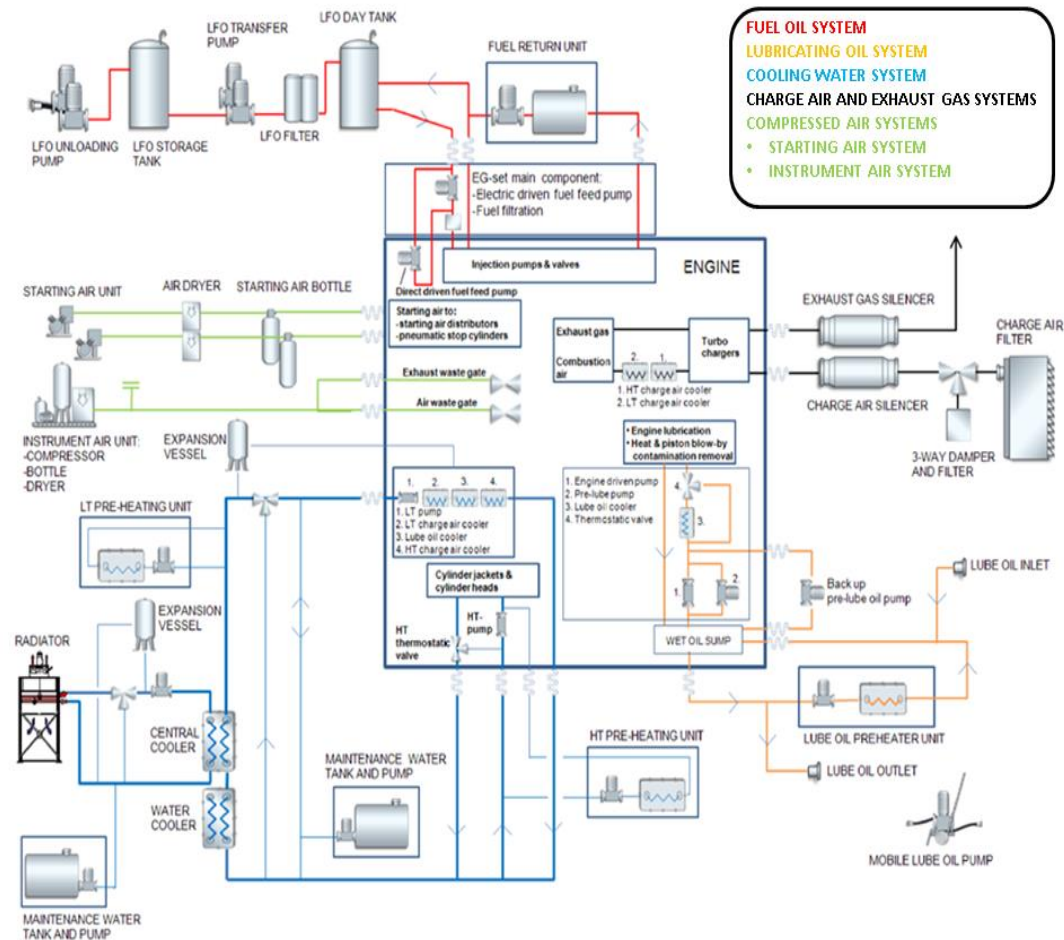 FUEL OIL SYSTEM
LUBRICATING OIL SYSTEM
COOLING WATER SYSTEM
CHARGE AIR AND EXHAUST GAS SYSTEMS
COMPRESSED AIR SYSTEMS
• STARTING AIR SYSTEM
• INSTRUMENT AIR SYSTEM
LFO TRANSFER
PUMP
LFO DAY TANK
FUEL RETURN UNIT
LFO UNLOADING
PUMP
LFO STORAGE
TANK
LFO FILTER
EG-set main component:
-Electric driven fuel feed pump
-Fuel filtration
Injection pumps & valves
ENGINE
Direct driven fuel feed pump
STARTING AIR UNIT
AIR DRYER
STARTING AIR BOTTLE
Starting air to:
-starting air distributors
-pneumatic stop cylinders
Exhaust gas
Combustion
air
2.
1.
Turbo
chargers
1. HT charge air cooler
2. LT charge air cooler
EXHAUST GAS SILENCER
CHARGE AIR
FILTER
CHARGE AIR SILENCER
3-WAY DAMPER
AND FILTER
Exhaust waste gate
Air waste gate
INSTRUMENT AIR UNIT:
-COMPRESSOR
-BOTTLE
-DRYER
EXPANSION
VESSEL
• Engine lubrication
• Heat & piston blow-by
contamination removal
1. Engine driven pump
2. Pre-lube pump
3. Lube oil cooler
4. Thermostatic valve
4.
3.
1.
2.
1.
2.
3.
4.
1. LT pump
2. LT charge air cooler
3. Lube oil cooler
4. HT charge air cooler
LT PRE-HEATING UNIT
Cylinder jackets &
cylinder heads
HT
thermostatic
valve
HT-
pump
WET OIL SUMP
Back up
pre-lube oil pump
LUBE OIL INLET
EXPANSION
VESSEL
RADIATOR
CENTRAL
COOLER
WATER
COOLER
MAINTENANCE WATER
TANK AND PUMP
HT PRE-HEATING UNIT
LUBE OIL PREHEATER UNIT
LUBE OIL OUTLET
MOBILE LUBE OIL PUMP
MAINTENANCE WATER
TANK AND PUMP